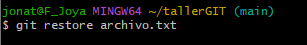 jonat@F_Joya MINGW64 ~/tallerGIT (main)
$ git restore archivo.txt